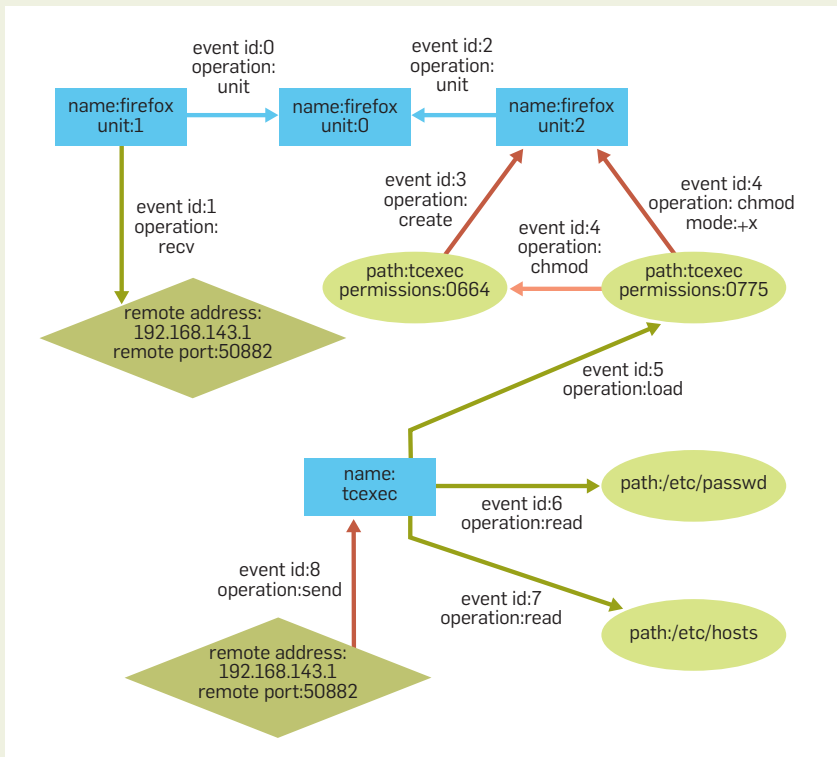 event id:0
operation:
unit
event id:2
operation:
unit
name:firefox
unit:1
name:firefox
unit:0
name:firefox
unit:2
event id:1
operation:
recv
event id:3
operation:
create
event id:4
operation:
chmod
event id:4
operation: chmod
mode:+x
path:tcexec
permissions:0664
path:tcexec
permissions:0775
remote address:
192.168.143.1
remote port:50882
event id:5
operation:load
name:
tcexec
path:/etc/passwd
event id:6
operation:read
event id:8
operation:send
event id:7
operation:read
path:/etc/hosts
remote address:
192.168.143.1
remote port:50882